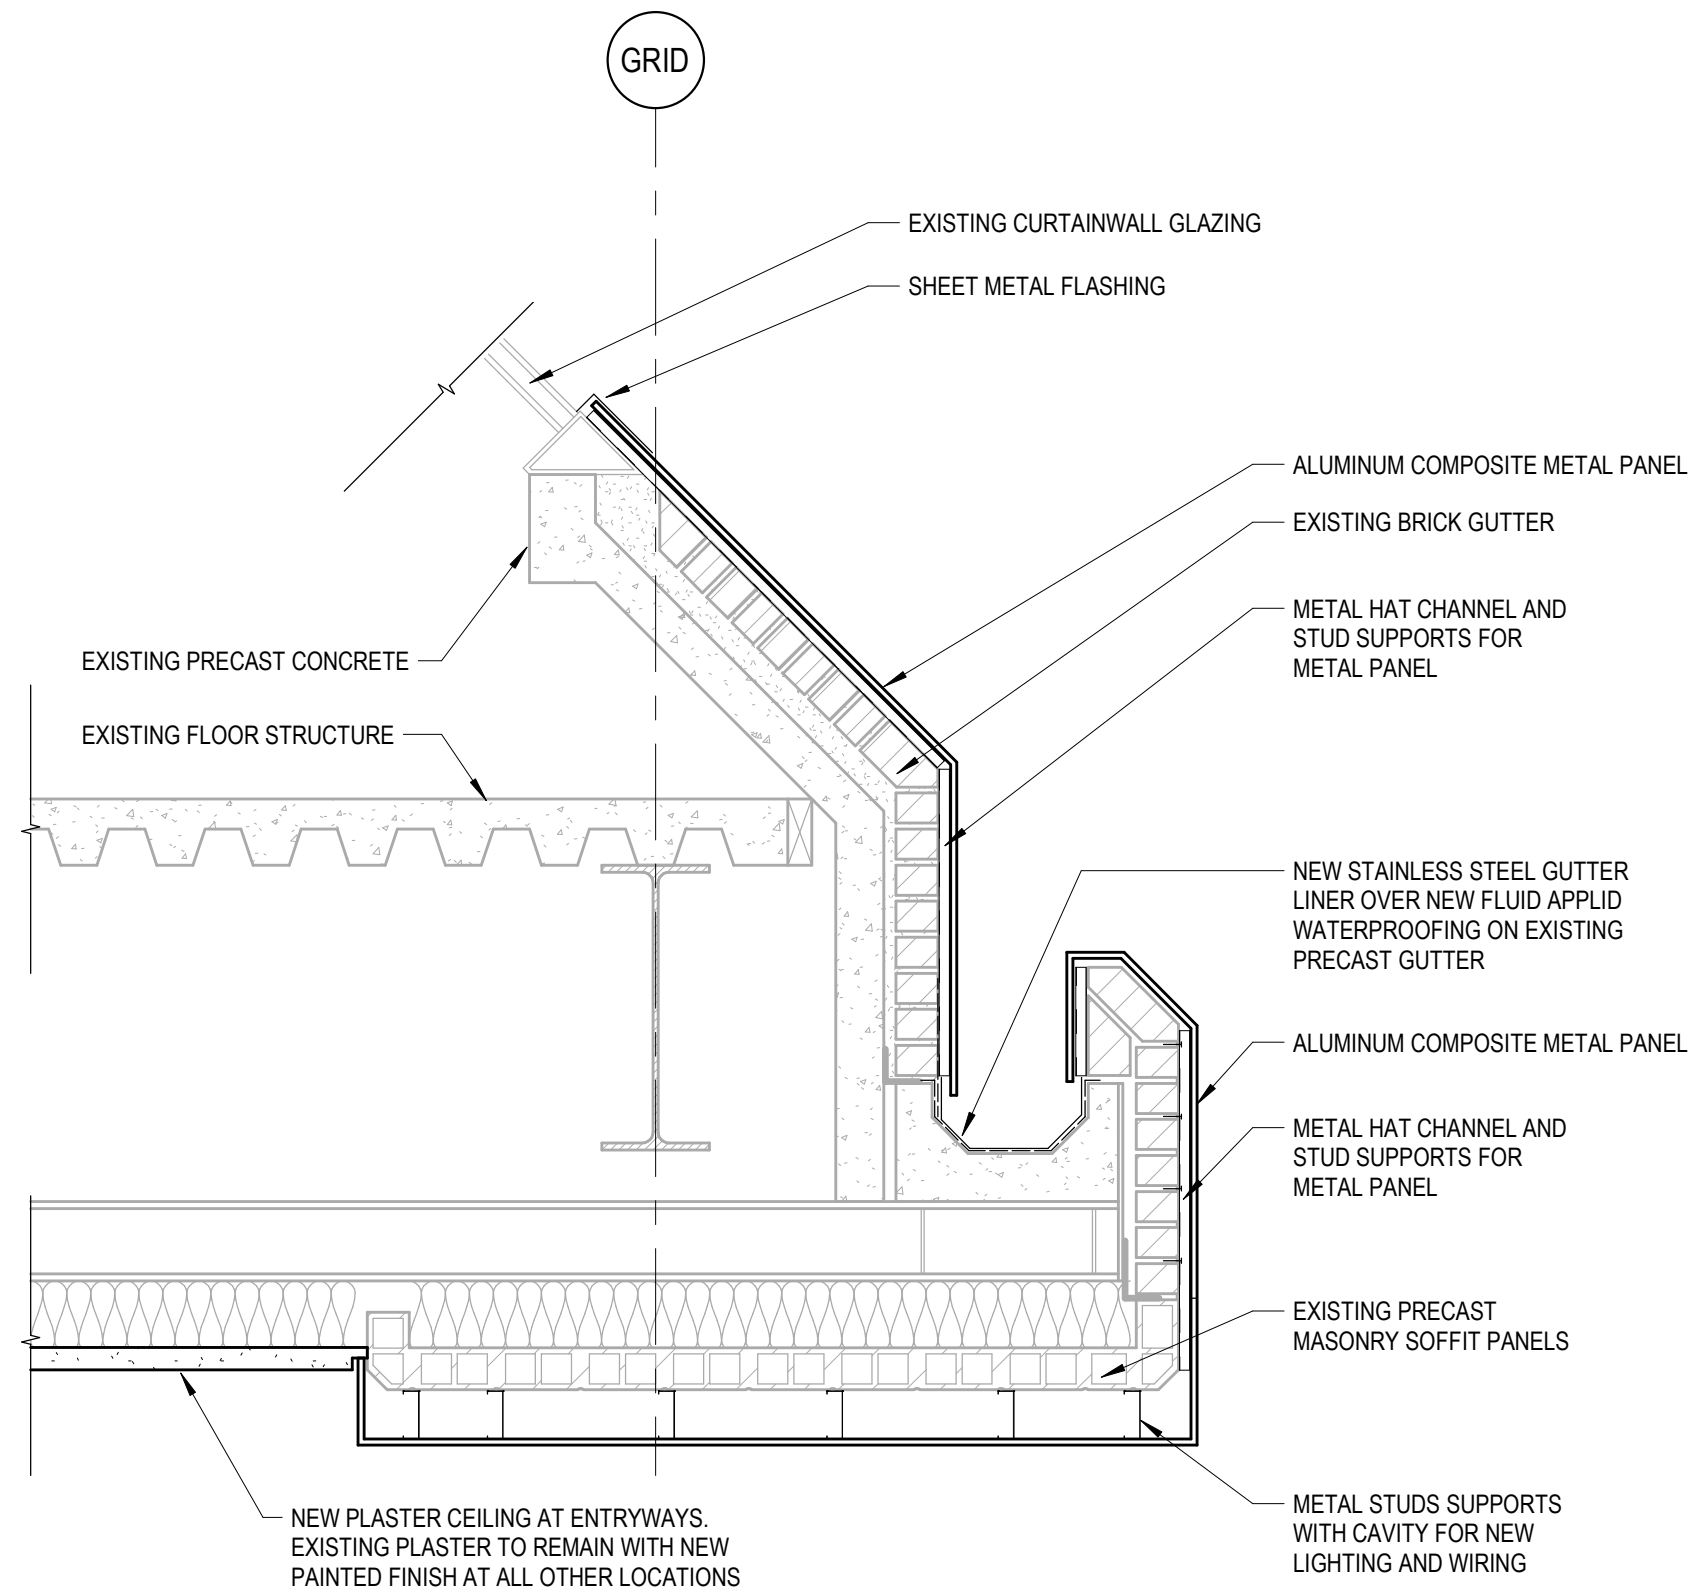 GRID
EXISTING CURTAINWALL GLAZING
SHEET METAL FLASHING
ALUMINUM COMPOSITE METAL PANEL
EXISTING BRICK GUTTER
METAL HAT CHANNEL AND
STUD SUPPORTS FOR
METAL PANEL
EXISTING PRECAST CONCRETE
EXISTING FLOOR STRUCTURE
NEW STAINLESS STEEL GUTTER
LINER OVER NEW FLUID APPLID
WATERPROOFING ON EXISTING
PRECAST GUTTER
ALUMINUM COMPOSITE METAL PANEL
METAL HAT CHANNEL AND
STUD SUPPORTS FOR
METAL PANEL
EXISTING PRECAST
MASONRY SOFFIT PANELS
METAL STUDS SUPPORTS
WITH CAVITY FOR NEW
LIGHTING AND WIRING
NEW PLASTER CEILING AT ENTRYWAYS.
EXISTING PLASTER TO REMAIN WITH NEW
PAINTED FINISH AT ALL OTHER LOCATIONS